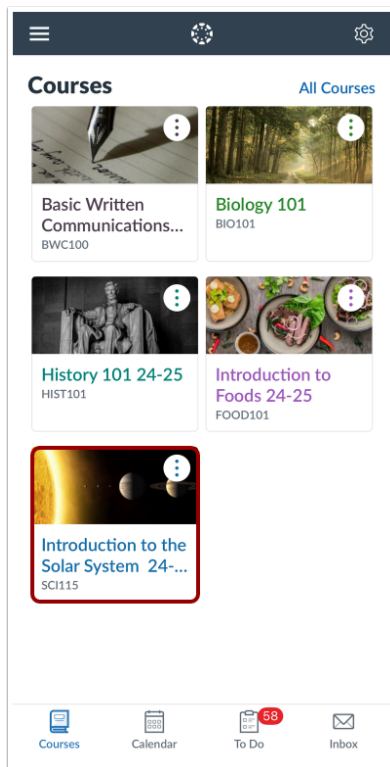 Courses
All Courses
Basic Written
Communications...
BWC100
Biology 101
BIO101
History 101 24-25
HIST101
Introduction to
Foods 24-25
FOOD101
Introduction to the
Solar System 24-...
SCI115
58
Courses
Calendar
To Do
Inbox